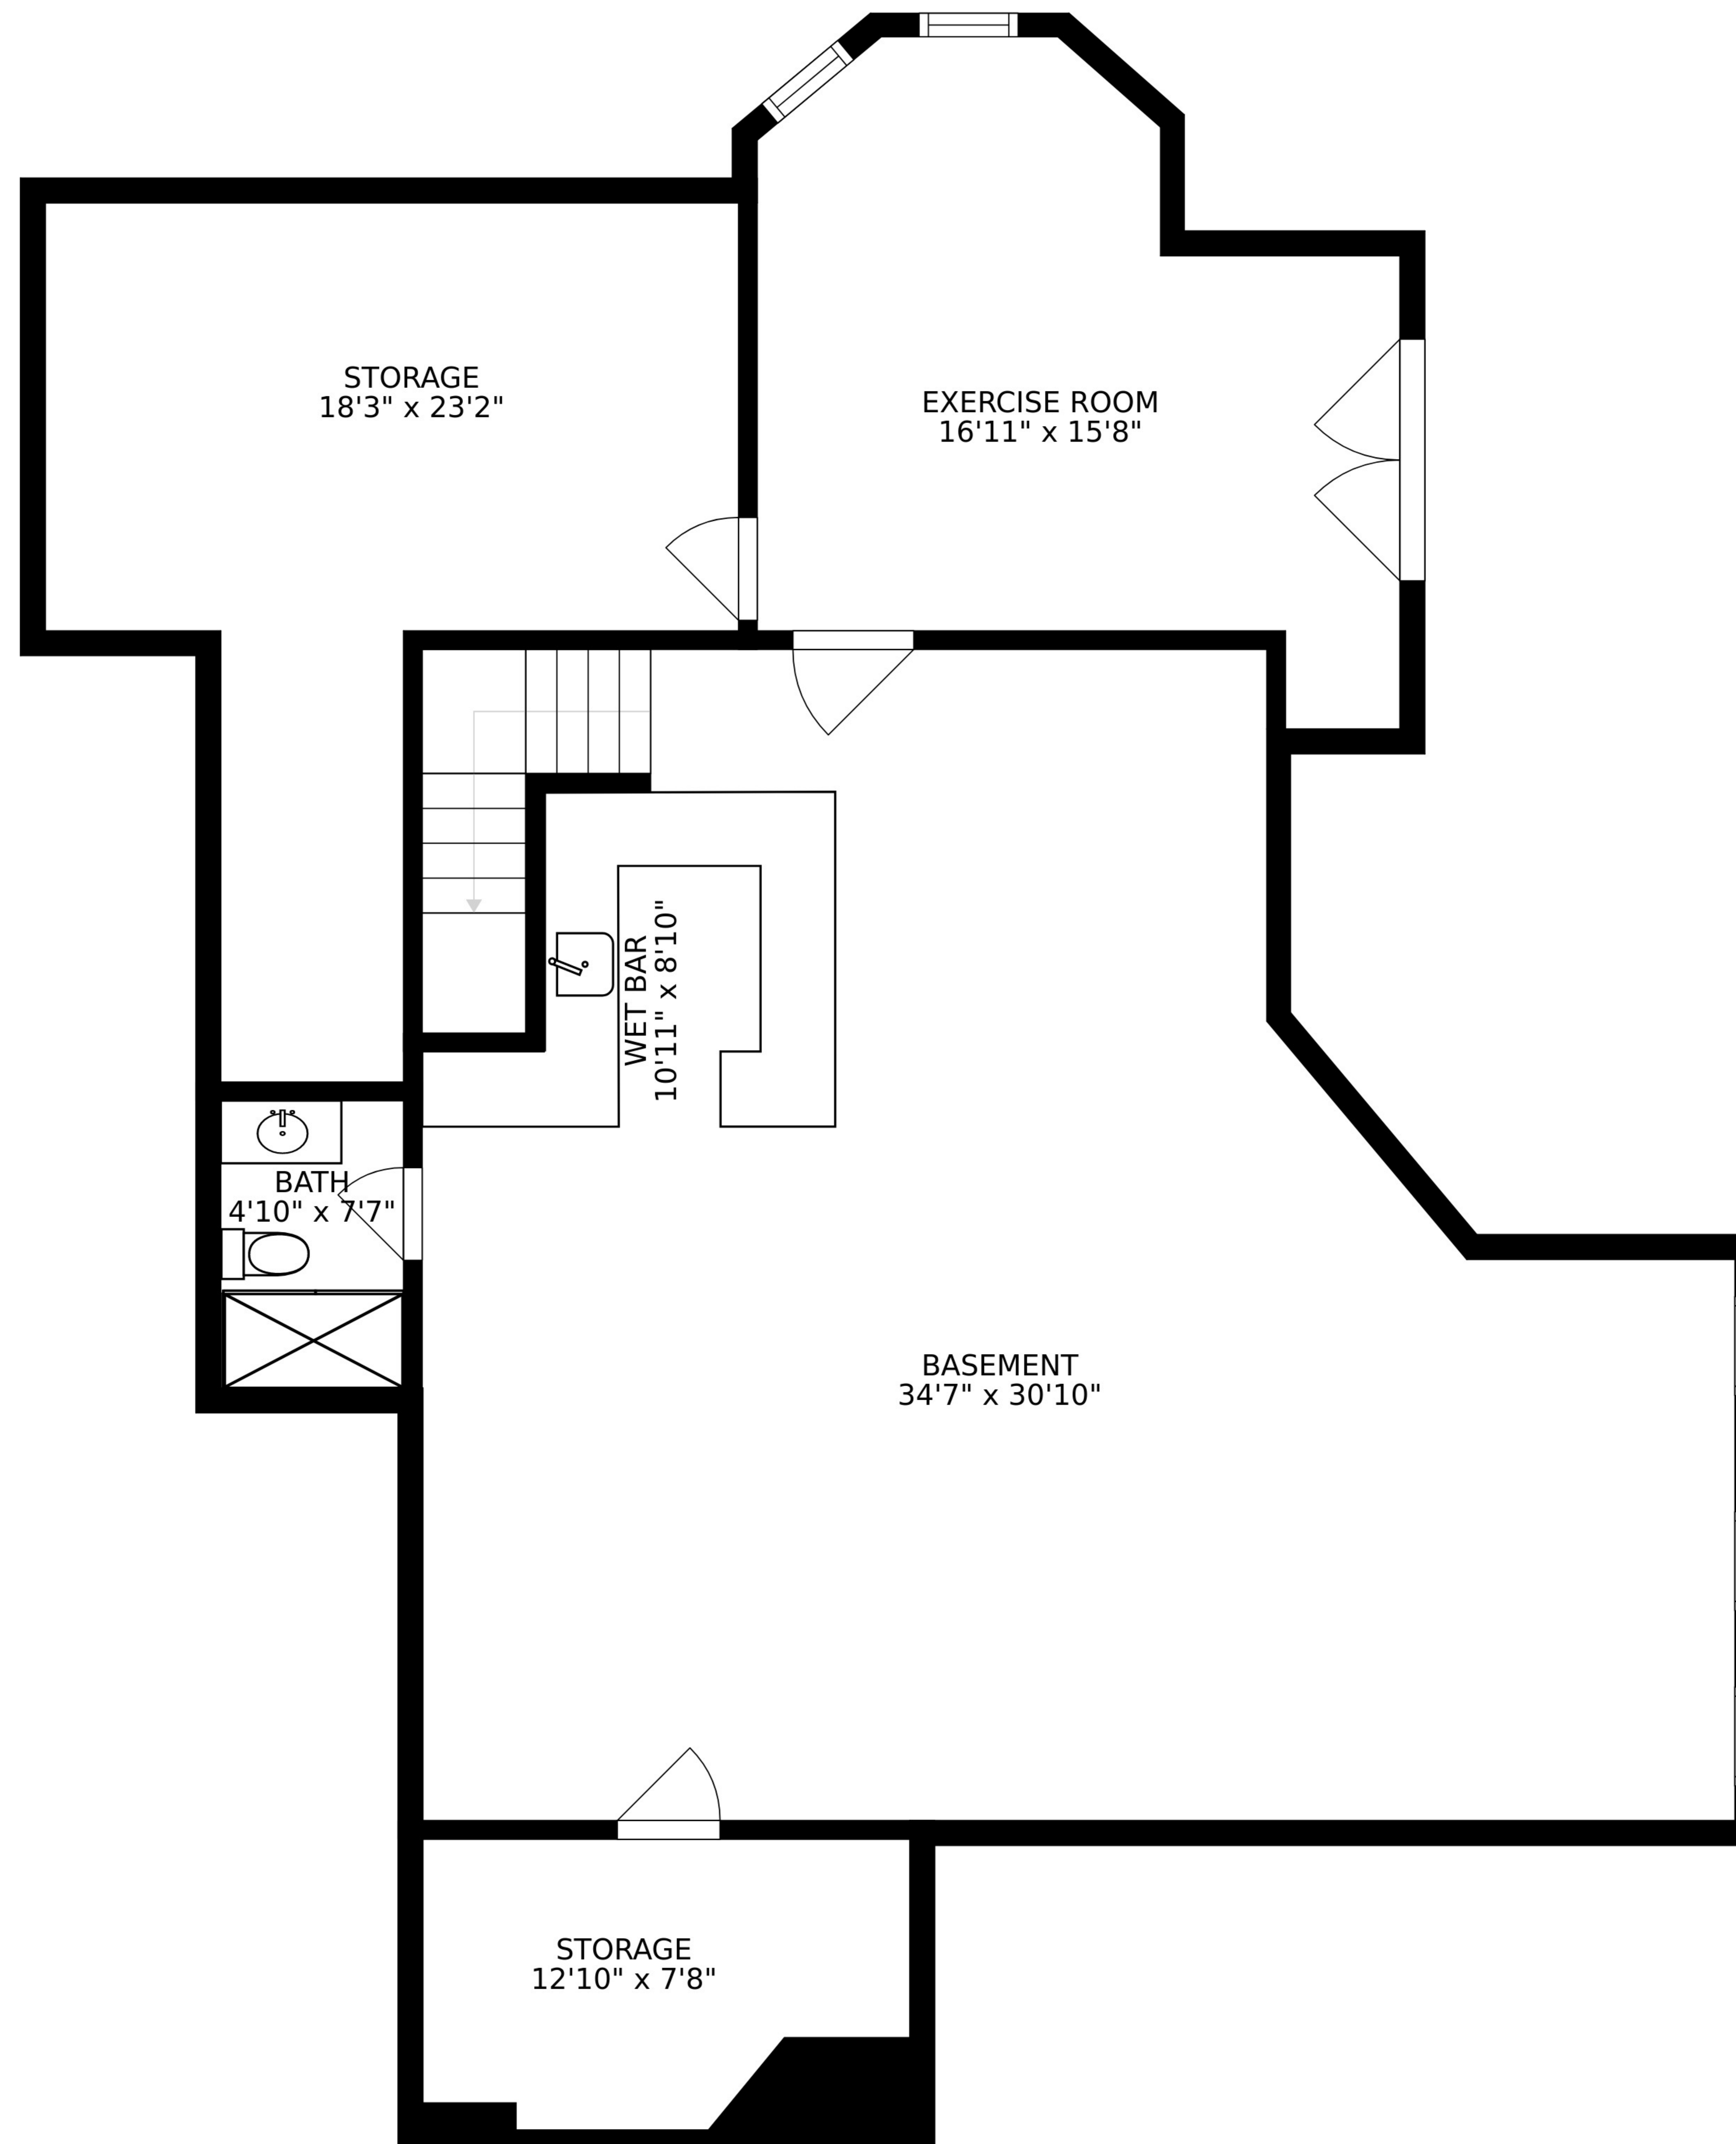 STORAGE
18'3" x 23'2"
EXERCISE ROOM
16'11" x 15'8"
WET BAR
10'11" x 8'10"
BATH
4'10" x 7'7"
BASEMENT
34'7" x 30'10"
STORAGE
12'10" x 7'8"